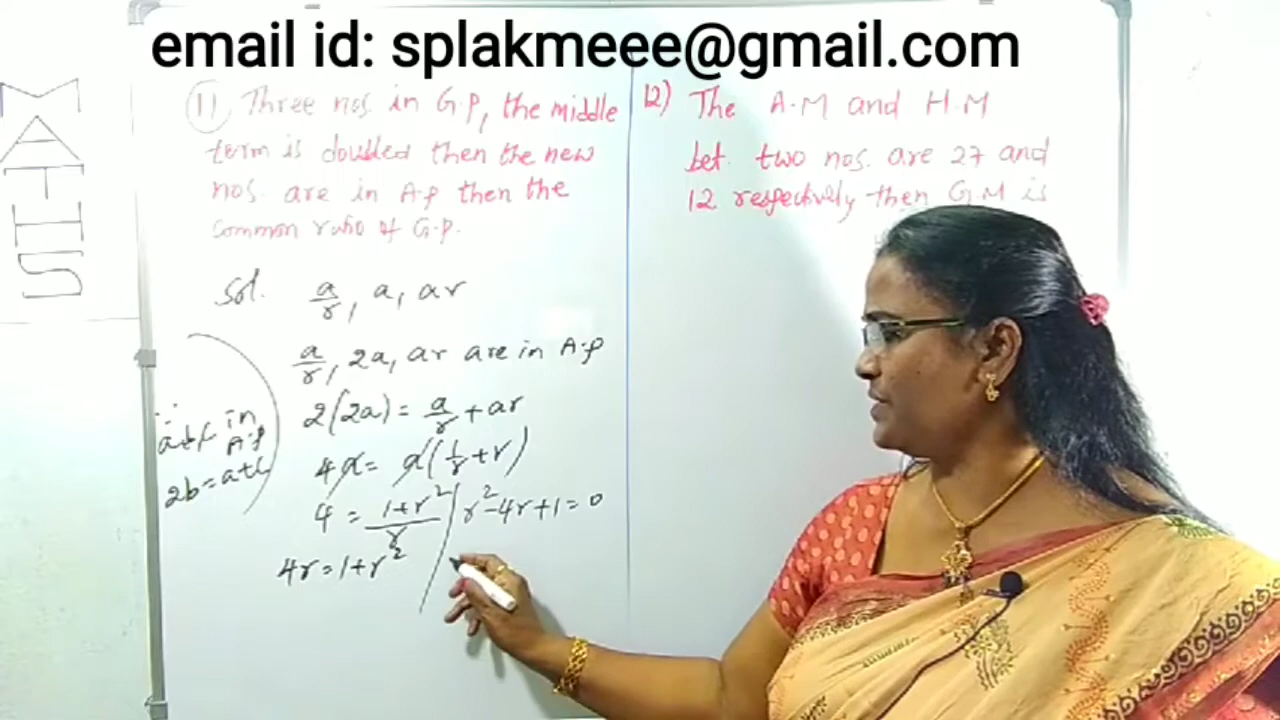 email id: splakmeee@gmail.com
MATHS
11) Three nos. in G.P, the middle
term is doubled then the new
nos. are in A.P then the
common ratio of G.P.
Sol. a/r, a, ar
a/r, 2a, ar are in A.P
2(2a) = a/r + ar
4a = a(1/r + r)
4 = 1+r²/r
4r = 1+r²
r² - 4r + 1 = 0
in
A.P
2b = a+c
12) The A.M and H.M
bet. two nos. are 27 and
12 respectively then G.M is